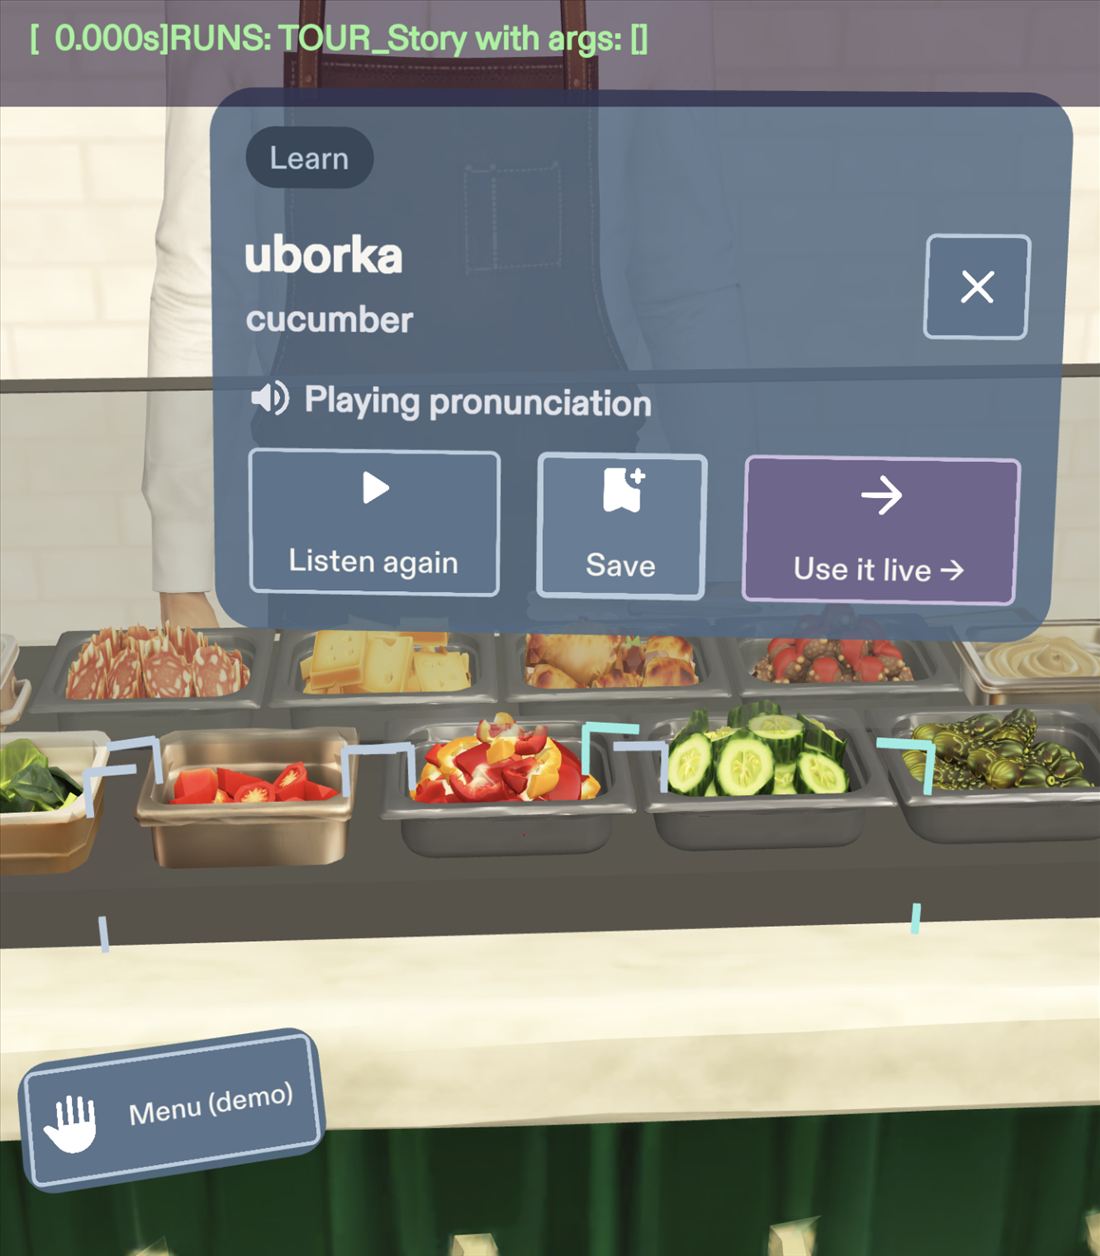 [  0.000s]RUNS: TOUR_Story with args: []
Learn
uborka
cucumber
Playing pronunciation
Listen again
Save
Use it live →
Menu (demo)